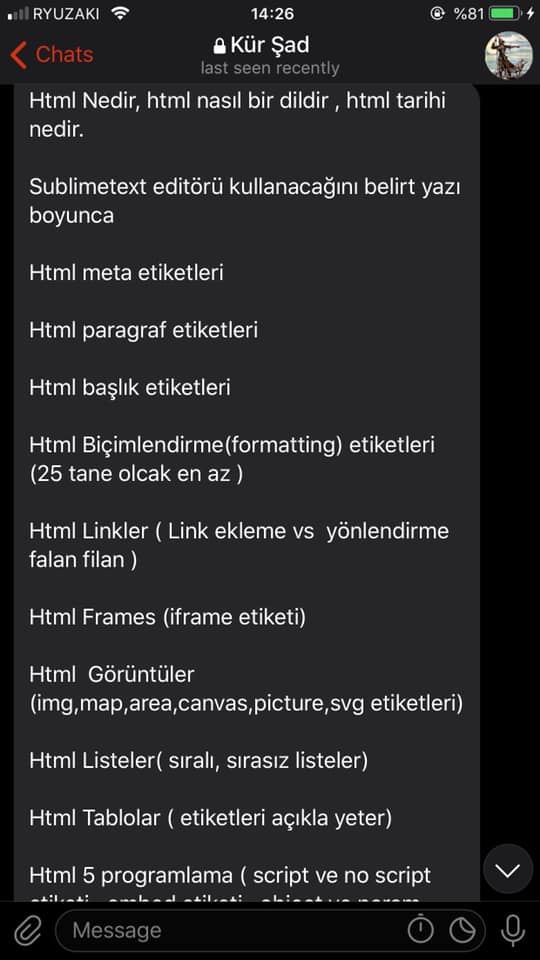 RYUZAKI
14:26
%81
Chats
Kür Şad
last seen recently
Html Nedir, html nasıl bir dildir , html tarihi
nedir.
Sublimetext editörü kullanacağını belirt yazı
boyunca
Html meta etiketleri
Html paragraf etiketleri
Html başlık etiketleri
Html Biçimlendirme(formatting) etiketleri
(25 tane olcak en az )
Html Linkler ( Link ekleme vs  yönlendirme
falan filan )
Html Frames (iframe etiketi)
Html  Görüntüler
(img,map,area,canvas,picture,svg etiketleri)
Html Listeler( sıralı, sırasız listeler)
Html Tablolar ( etiketleri açıkla yeter)
Html 5 programlama ( script ve no script
Message